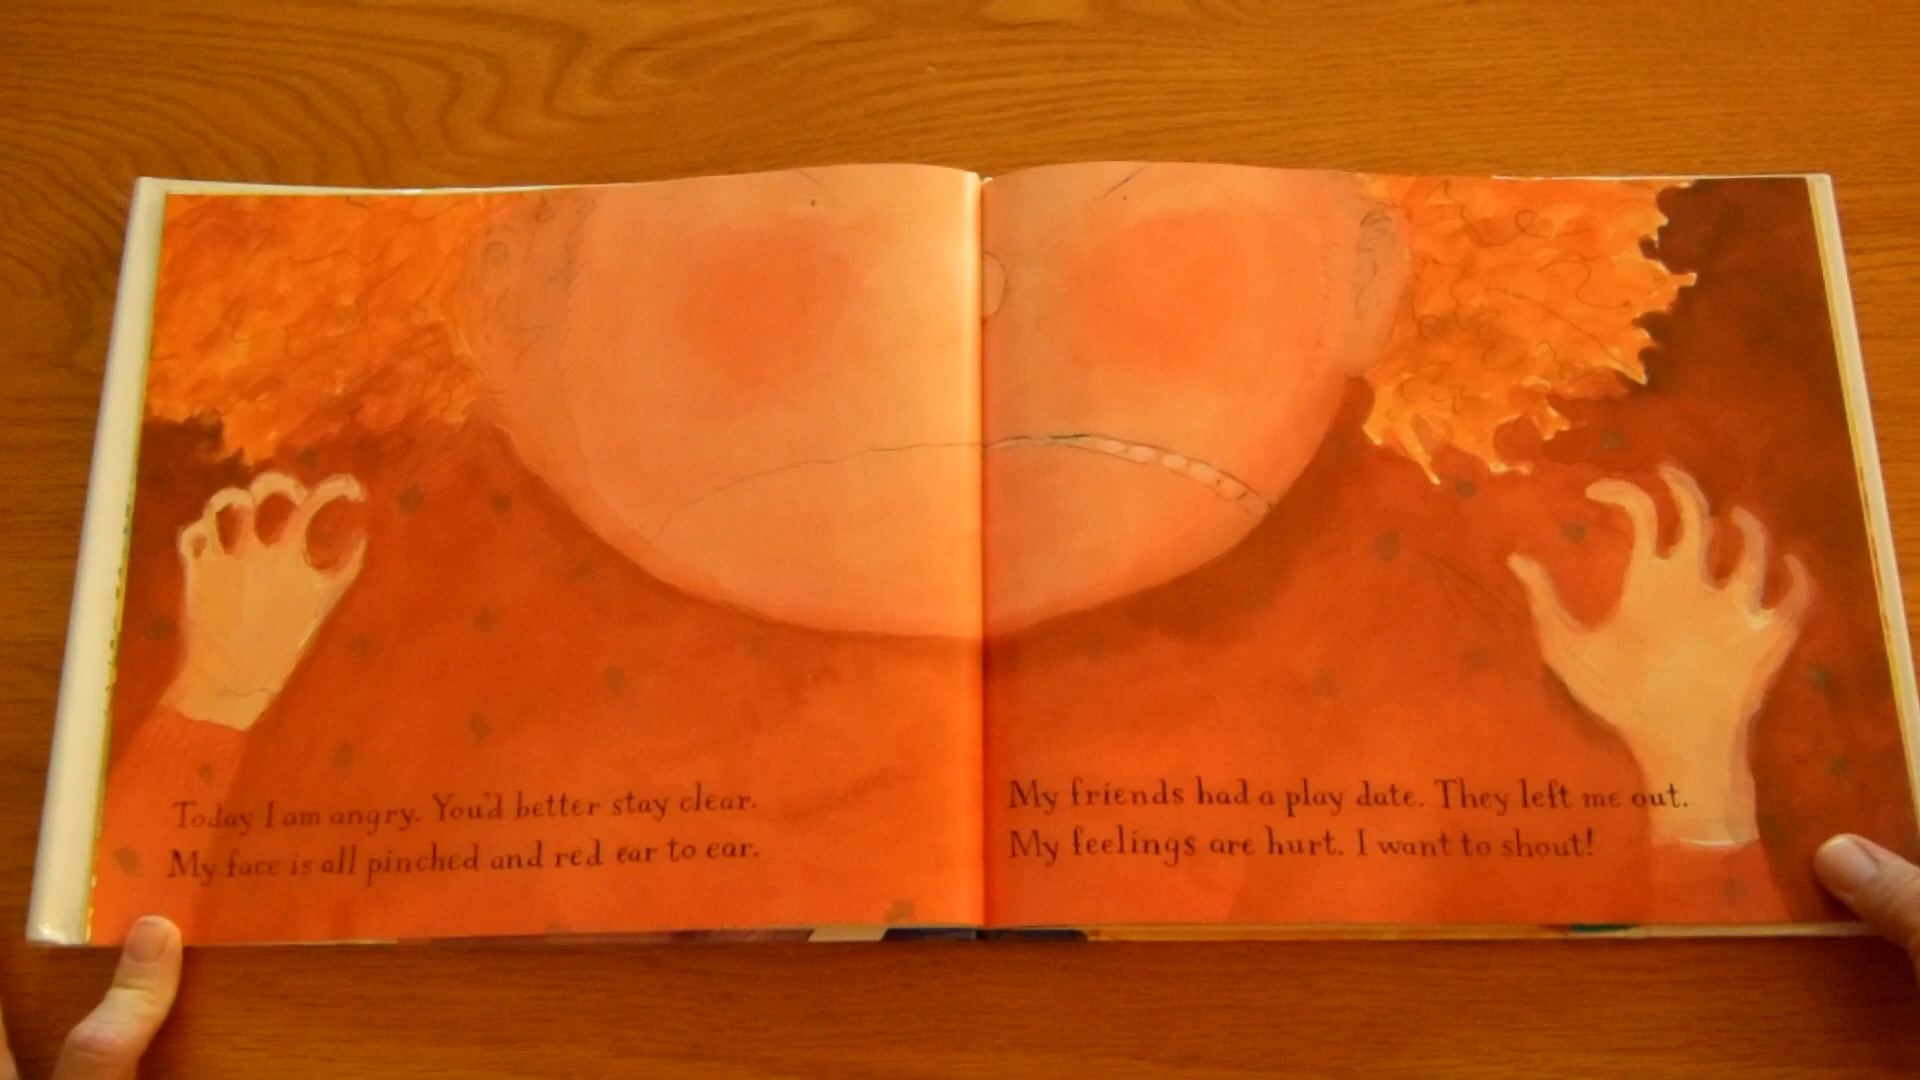 Today I am angry. You'd better stay clear.
My face is all pinched and red ear to ear.
My friends had a play date. They left me out.
My feelings are hurt. I want to shout!